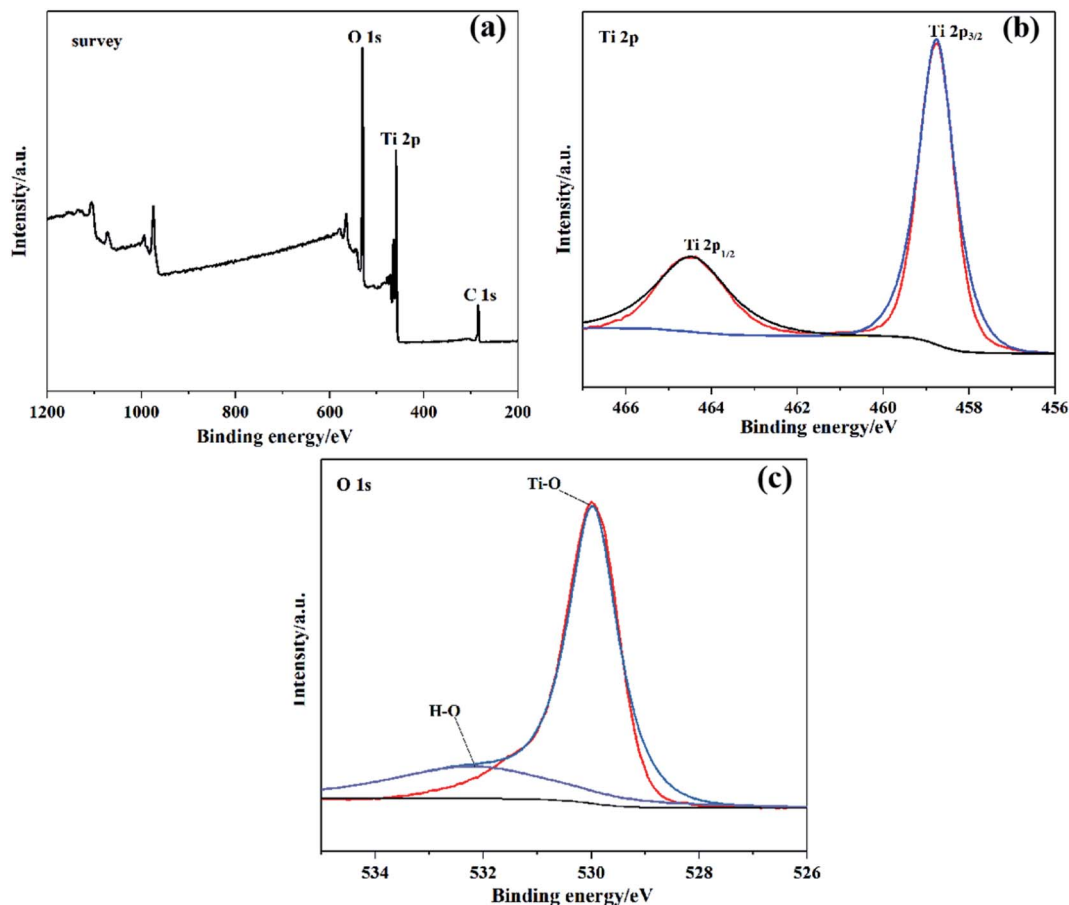 (a)
survey
O 1s
Ti 2p
C 1s
Intensity/a.u.
1200 1000 800 600 400 200
Binding energy/eV
(b)
Ti 2p
Ti 2p3/2
Ti 2p1/2
Intensity/a.u.
466 464 462 460 458 456
Binding energy/eV
(c)
O 1s
Ti-O
H-O
Intensity/a.u.
534 532 530 528 526
Binding energy/eV